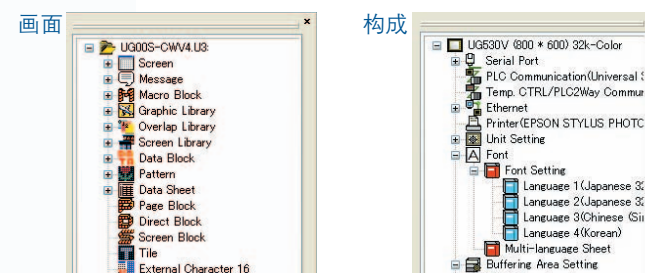 画面
UG00S-CWV4.U3:
Screen
Message
Macro Block
Graphic Library
Overlap Library
Screen Library
Data Block
Pattern
Data Sheet
Page Block
Direct Block
Screen Block
Tile
External Character 16
构成
UG530V (800 * 600) 32k-Color
Serial Port
PLC Communication(Universal
Temp. CTRL/PLC2Way Commun
Ethernet
Printer(EPSON STYLUS PHOTO
Unit Setting
Font
Font Setting
Language 1(Japanese 32
Language 2(Japanese 32
Language 3(Chinese (Sim
Language 4(Korean)
Multi-language Sheet
Buffering Area Setting